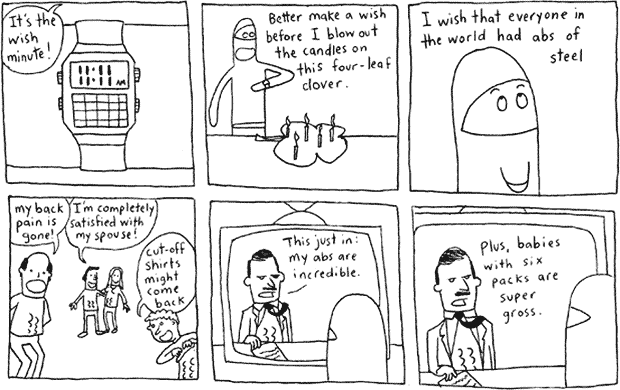 It's the
wish
minute!
11:11 AM
Better make a wish
before I blow out
the candles on
this four-leaf
clover.
I wish that everyone in
the world had abs of
steel
my back
pain is
gone!
I'm completely
satisfied with
my spouse!
cut-off
shirts
might
come
back
This just in:
my abs are
incredible.
Plus, babies
with six
packs are
super
gross.